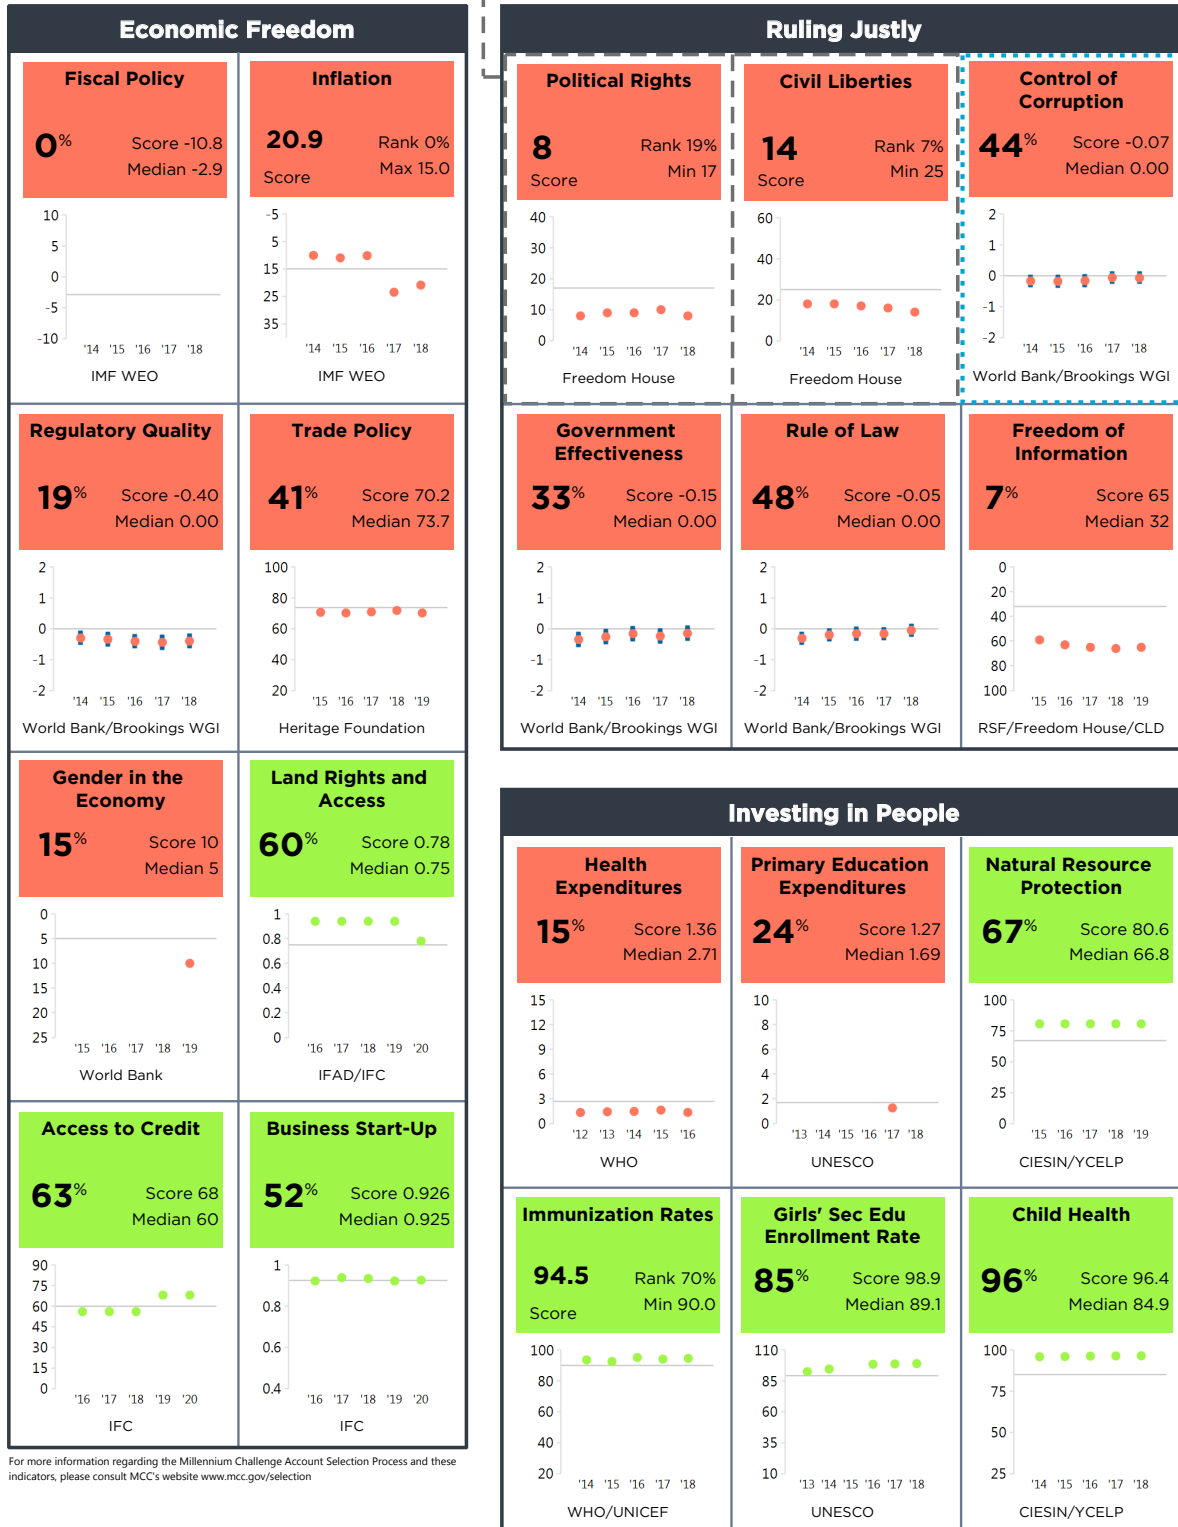 Economic Freedom
Fiscal Policy
0%
Score -10.8
Median -2.9
10
5
0
-5
-10
'14 '15 '16 '17 '18
IMF WEO
Inflation
20.9
Score
Rank 0%
Max 15.0
-5
5
15
25
35
'14 '15 '16 '17 '18
IMF WEO
Regulatory Quality
19%
Score -0.40
Median 0.00
2
1
0
-1
-2
'14 '15 '16 '17 '18
World Bank/Brookings WGI
Trade Policy
41%
Score 70.2
Median 73.7
100
80
60
40
20
'15 '16 '17 '18 '19
Heritage Foundation
Gender in the
Economy
15%
Score 10
Median 5
0
5
10
15
20
25
'15 '16 '17 '18 '19
World Bank
Land Rights and
Access
60%
Score 0.78
Median 0.75
1
0.8
0.6
0.4
0.2
0
'16 '17 '18 '19 '20
IFAD/IFC
Access to Credit
63%
Score 68
Median 60
90
75
60
45
30
15
0
'16 '17 '18 '19 '20
IFC
Business Start-Up
52%
Score 0.926
Median 0.925
1
0.8
0.6
0.4
'16 '17 '18 '19 '20
IFC
For more information regarding the Millennium Challenge Account Selection Process and these
indicators, please consult MCC's website www.mcc.gov/selection
Ruling Justly
Political Rights
8
Score
Rank 19%
Min 17
40
30
20
10
0
'14 '15 '16 '17 '18
Freedom House
Civil Liberties
14
Score
Rank 7%
Min 25
60
40
20
0
'14 '15 '16 '17 '18
Freedom House
Control of
Corruption
44%
Score -0.07
Median 0.00
2
1
0
-1
-2
'14 '15 '16 '17 '18
World Bank/Brookings WGI
Government
Effectiveness
33%
Score -0.15
Median 0.00
2
1
0
-1
-2
'14 '15 '16 '17 '18
World Bank/Brookings WGI
Rule of Law
48%
Score -0.05
Median 0.00
2
1
0
-1
-2
'14 '15 '16 '17 '18
World Bank/Brookings WGI
Freedom of
Information
7%
Score 65
Median 32
0
20
40
60
80
100
'15 '16 '17 '18 '19
RSF/Freedom House/CLD
Investing in People
Health
Expenditures
15%
Score 1.36
Median 2.71
15
12
9
6
3
0
'12 '13 '14 '15 '16
WHO
Primary Education
Expenditures
24%
Score 1.27
Median 1.69
10
8
6
4
2
0
'13 '14 '15 '16 '17 '18
UNESCO
Natural Resource
Protection
67%
Score 80.6
Median 66.8
100
75
50
25
0
'15 '16 '17 '18 '19
CIESIN/YCELP
Immunization Rates
94.5
Score
Rank 70%
Min 90.0
100
80
60
40
20
'14 '15 '16 '17 '18
WHO/UNICEF
Girls' Sec Edu
Enrollment Rate
85%
Score 98.9
Median 89.1
110
85
60
35
10
'13 '14 '15 '16 '17 '18
UNESCO
Child Health
96%
Score 96.4
Median 84.9
100
75
50
25
'14 '15 '16 '17 '18
CIESIN/YCELP